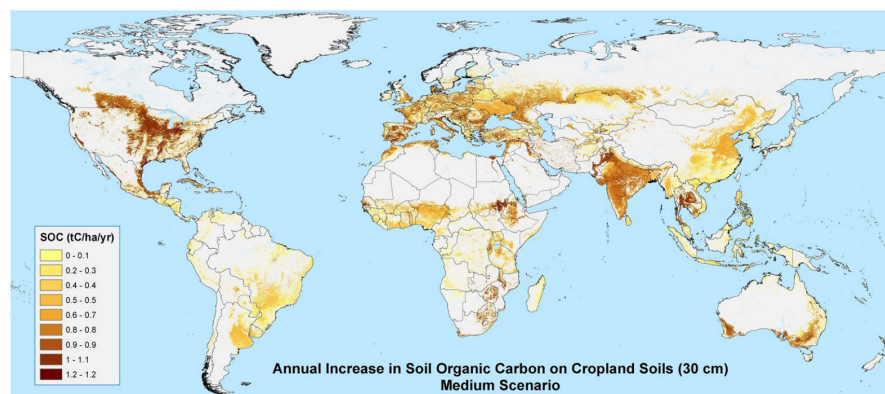 SOC (tC/ha/yr)
0 - 0.1
0.2 - 0.3
0.4 - 0.4
0.5 - 0.5
0.6 - 0.7
0.8 - 0.8
0.9 - 0.9
1 - 1.1
1.2 - 1.2
Annual Increase in Soil Organic Carbon on Cropland Soils (30 cm)
Medium Scenario